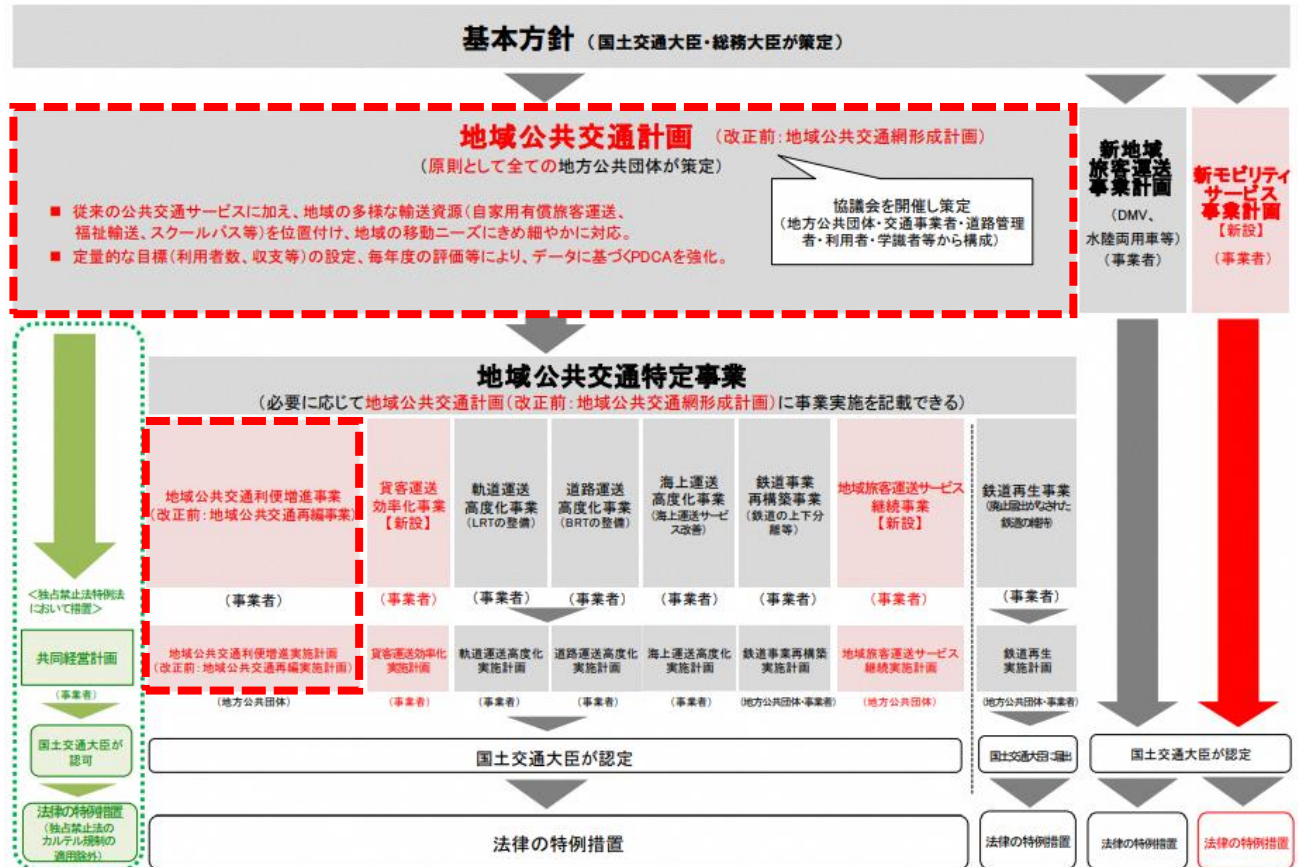 基本方針（国土交通大臣・総務大臣が策定）
地域公共交通計画（改正前：地域公共交通網形成計画）
（原則として全ての地方公共団体が策定）
■ 従来の公共交通サービスに加え、地域の多様な輸送資源（自家用有償旅客運送、
福祉輸送、スクールバス等）を位置付け、地域の移動ニーズにきめ細やかに対応。
■ 定量的な目標（利用者数、収支等）の設定、毎年度の評価等により、データに基づくPDCAを強化。
協議会を開催し策定
（地方公共団体・交通事業者・道路管理
者・利用者・学識者等から構成）
新地域
旅客運送
事業計画
（DMV、
水陸両用車等）
（事業者）
新モビリティ
サービス
事業計画
【新設】
（事業者）
地域公共交通特定事業
（必要に応じて地域公共交通計画（改正前：地域公共交通網形成計画）に事業実施を記載できる）
地域公共交通利便増進事業
（改正前：地域公共交通再編事業）
（事業者）
貨客運送
効率化事業
【新設】
（事業者）
軌道運送
高度化事業
（LRTの整備）
（事業者）
道路運送
高度化事業
（BRTの整備）
（事業者）
海上運送
高度化事業
（海上運送サービ
ス改善）
（事業者）
鉄道事業
再構築事業
（鉄道の上下分
離等）
（事業者）
地域旅客運送サービス
継続事業
【新設】
（事業者）
鉄道再生事業
（廃止届出がなされた
鉄道の維持）
（事業者）
＜独占禁止法特例法
において措置＞
共同経営計画
（事業者）
国土交通大臣が
認可
法律の特例措置
（独占禁止法の
カルテル規制の
適用除外）
地域公共交通利便増進実施計画
（改正前：地域公共交通再編実施計画）
（地方公共団体）
貨客運送効率化
実施計画
（事業者）
軌道運送高度化
実施計画
（事業者）
道路運送高度化
実施計画
（事業者）
海上運送高度化
実施計画
（事業者）
鉄道事業再構築
実施計画
（地方公共団体・事業者）
地域旅客運送サービス
継続実施計画
（地方公共団体）
鉄道再生
実施計画
（地方公共団体・事業者）
国土交通大臣が認定
国土交通大臣に届出
国土交通大臣が認定
法律の特例措置
法律の特例措置
法律の特例措置
法律の特例措置